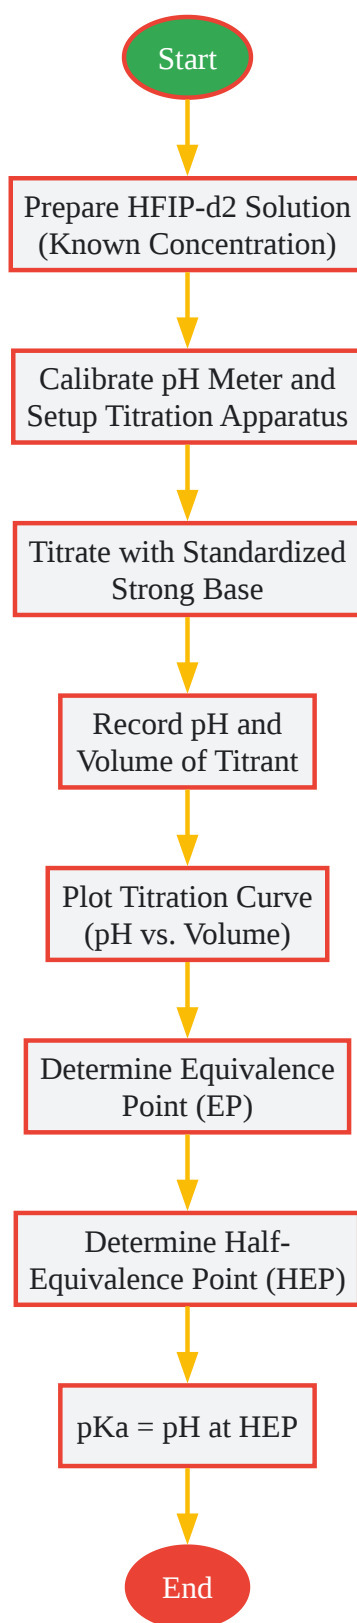 Start
Prepare HFIP-d2 Solution
(Known Concentration)
Calibrate pH Meter and
Setup Titration Apparatus
Titrate with Standardized
Strong Base
Record pH and
Volume of Titrant
Plot Titration Curve
(pH vs. Volume)
Determine Equivalence
Point (EP)
Determine Half-
Equivalence Point (HEP)
pKa = pH at HEP
End